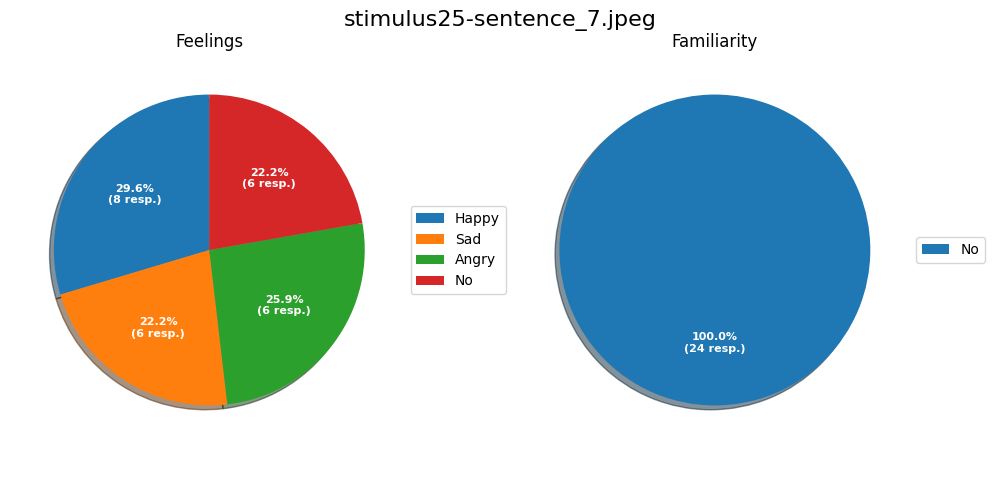 stimulus25-sentence_7.jpeg
Feelings
29.6%
(8 resp.)
22.2%
(6 resp.)
25.9%
(6 resp.)
22.2%
(6 resp.)
Happy
Sad
Angry
No
Familiarity
100.0%
(24 resp.)
No